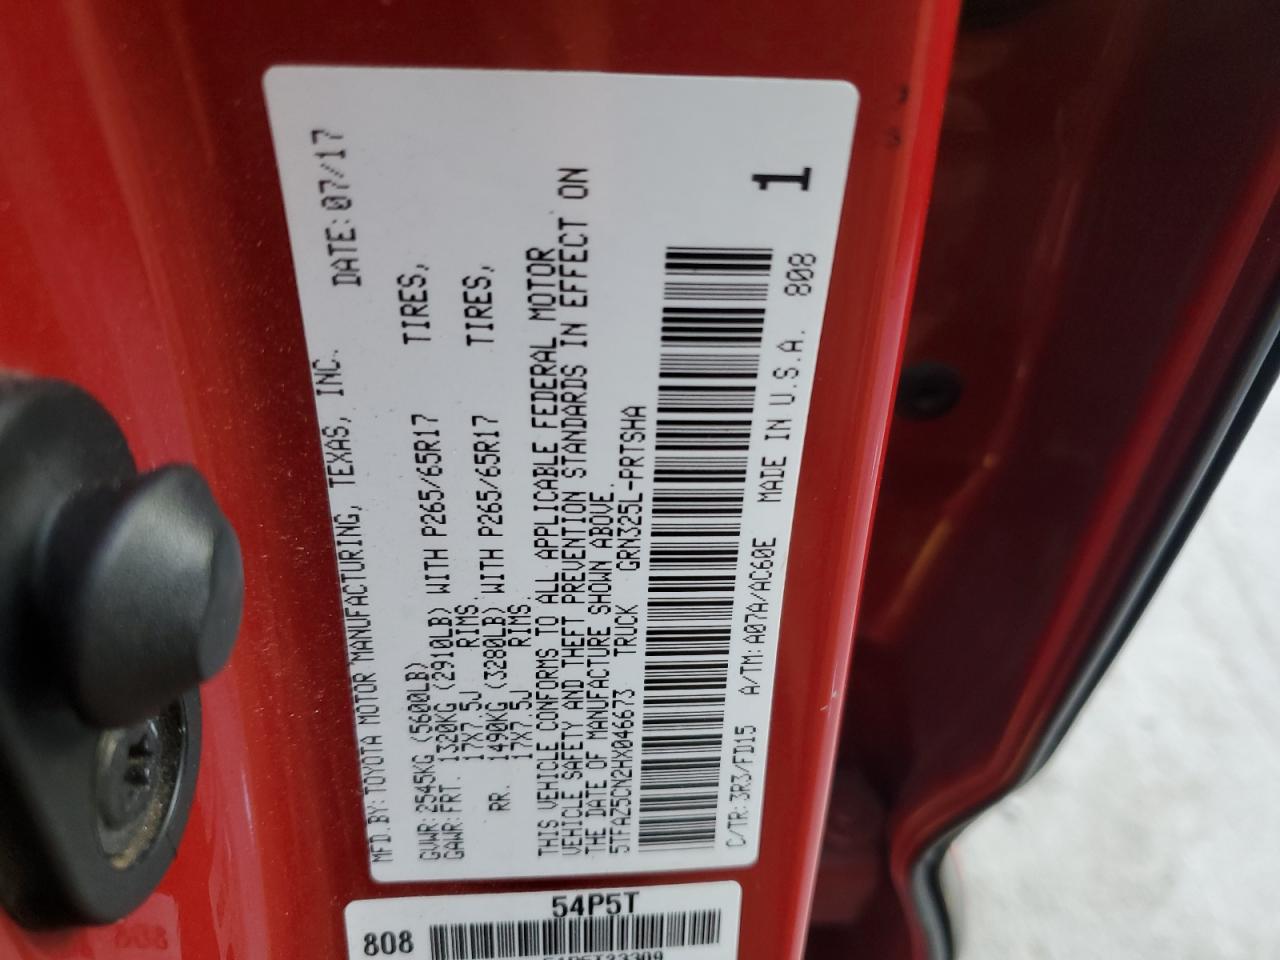 MFD.BY:TOYOTA MOTOR MANUFACTURING, TEXAS, INC. DATE:07/17
GVWR:2545KG (5600LB)
GAWR:FRT. 1320KG (2910LB) WITH P265/65R17 TIRES,
17X7.5J RIMS.
RR. 1490KG (3280LB) WITH P265/65R17 TIRES,
17X7.5J RIMS.
THIS VEHICLE CONFORMS TO ALL APPLICABLE FEDERAL MOTOR
VEHICLE SAFETY AND THEFT PREVENTION STANDARDS IN EFFECT ON
THE DATE OF MANUFACTURE SHOWN ABOVE.
5TFAZ5CN2HX046673 TRUCK GRN325L-PRTSHA
C/TR:3R3/FD15 A/TM:A07A/AC60E MADE IN U.S.A. 808
1
54P5T
808